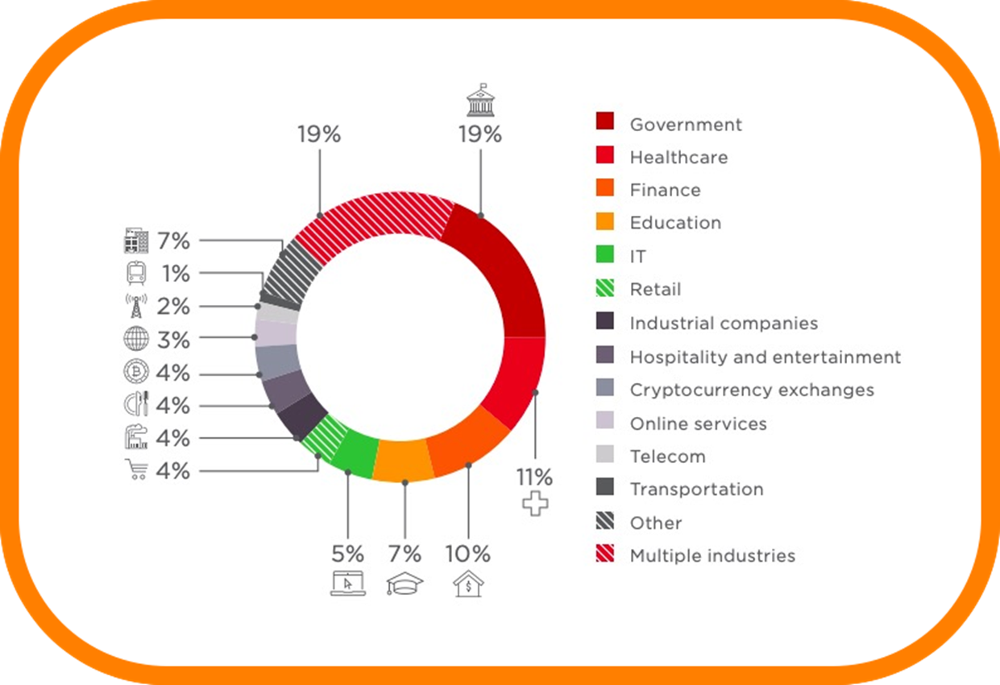 19%
19%
7%
1%
2%
3%
4%
4%
4%
4%
11%
5%
7%
10%
Government
Healthcare
Finance
Education
IT
Retail
Industrial companies
Hospitality and entertainment
Cryptocurrency exchanges
Online services
Telecom
Transportation
Other
Multiple industries